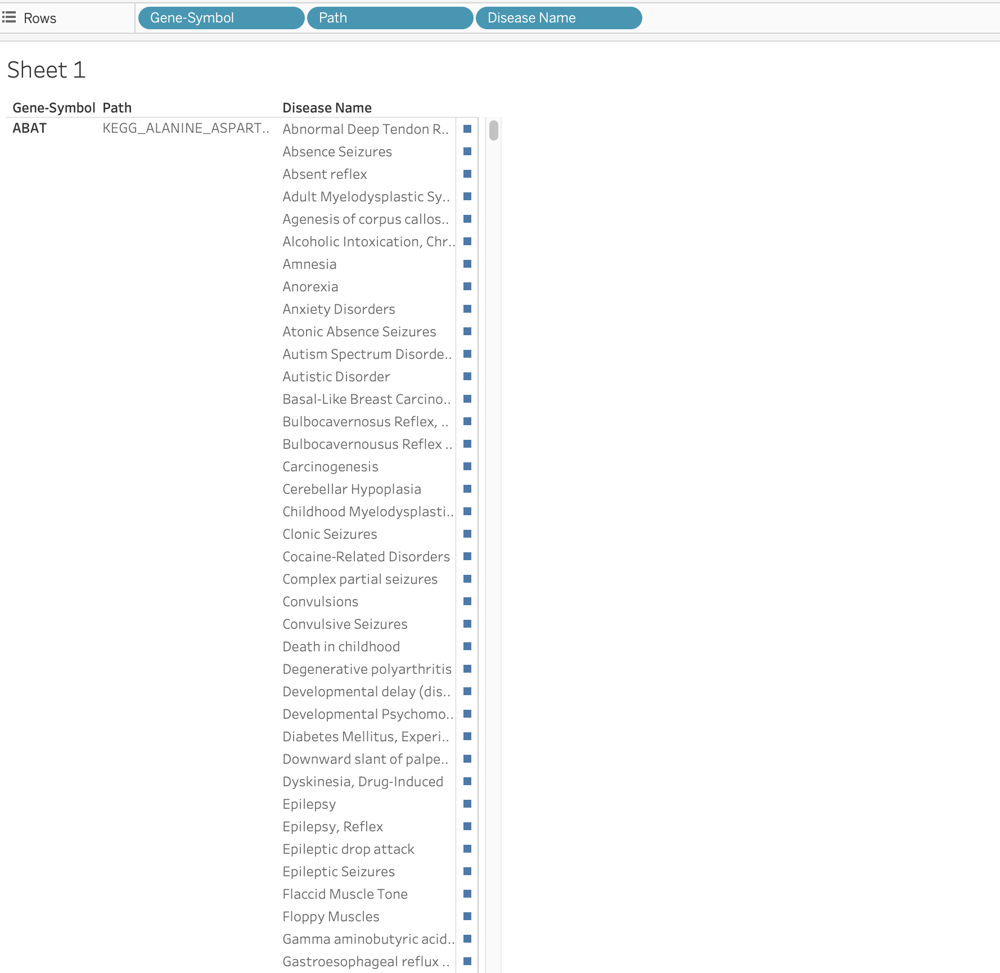 Rows Gene-Symbol Path Disease Name
Sheet 1
Gene-Symbol Path Disease Name
ABAT KEGG_ALANINE_ASPART.. Abnormal Deep Tendon R..
Absence Seizures
Absent reflex
Adult Myelodysplastic Sy..
Agenesis of corpus callos..
Alcoholic Intoxication, Chr..
Amnesia
Anorexia
Anxiety Disorders
Atonic Absence Seizures
Autism Spectrum Disorde..
Autistic Disorder
Basal-Like Breast Carcino..
Bulbocavernosus Reflex, ..
Bulbocavernousus Reflex ..
Carcinogenesis
Cerebellar Hypoplasia
Childhood Myelodysplasti..
Clonic Seizures
Cocaine-Related Disorders
Complex partial seizures
Convulsions
Convulsive Seizures
Death in childhood
Degenerative polyarthritis
Developmental delay (dis..
Developmental Psychomo..
Diabetes Mellitus, Experi..
Downward slant of palpe..
Dyskinesia, Drug-Induced
Epilepsy
Epilepsy, Reflex
Epileptic drop attack
Epileptic Seizures
Flaccid Muscle Tone
Floppy Muscles
Gamma aminobutyric acid..
Gastroesophageal reflux ..